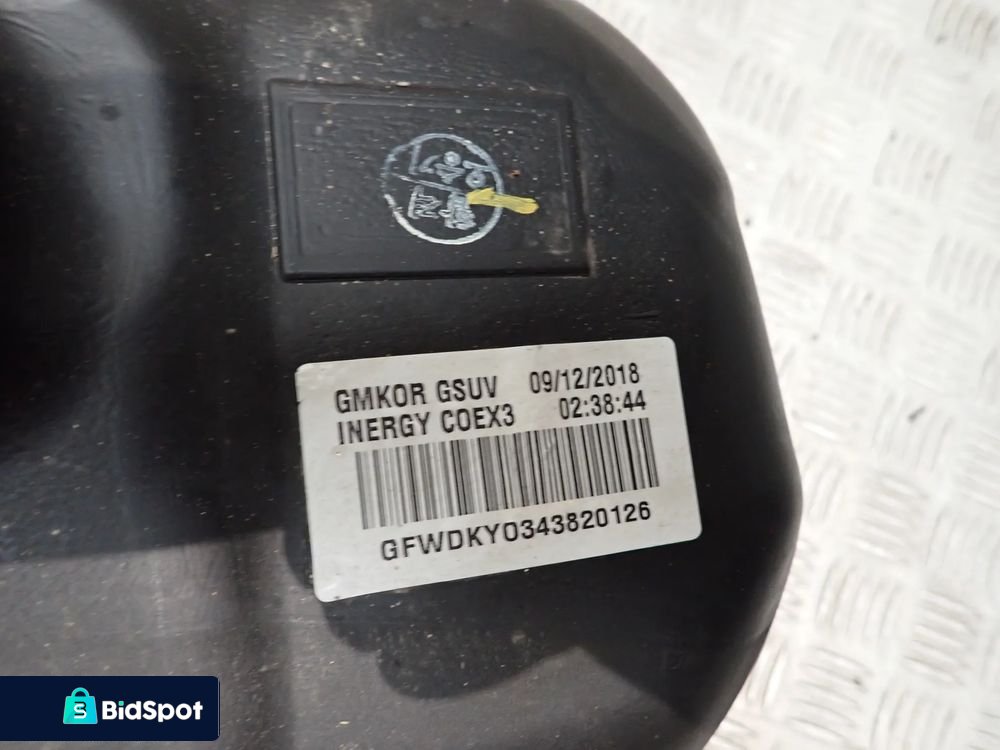 GMKOR GSUV 09/12/2018
INERGY COEX3 02:38:44
GFWDKY0343820126
BidSpot